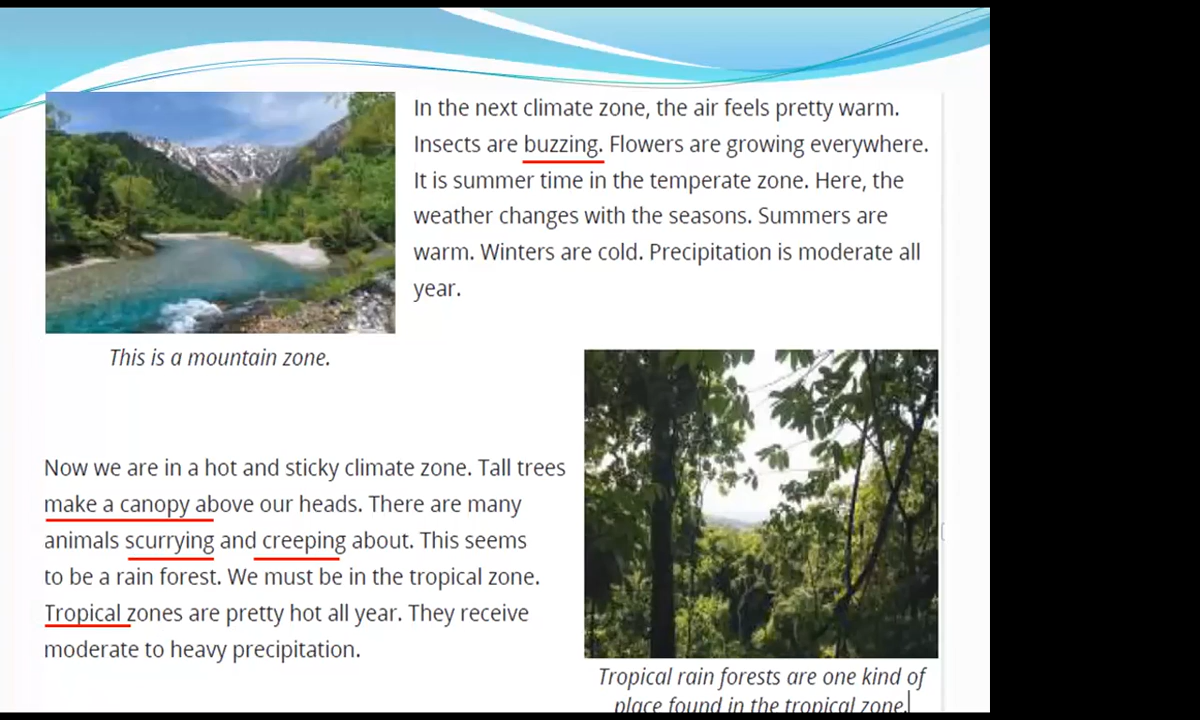 In the next climate zone, the air feels pretty warm.
Insects are buzzing. Flowers are growing everywhere.
It is summer time in the temperate zone. Here, the
weather changes with the seasons. Summers are
warm. Winters are cold. Precipitation is moderate all
year.
This is a mountain zone.
Now we are in a hot and sticky climate zone. Tall trees
make a canopy above our heads. There are many
animals scurrying and creeping about. This seems
to be a rain forest. We must be in the tropical zone.
Tropical zones are pretty hot all year. They receive
moderate to heavy precipitation.
Tropical rain forests are one kind of
place found in the tropical zone.